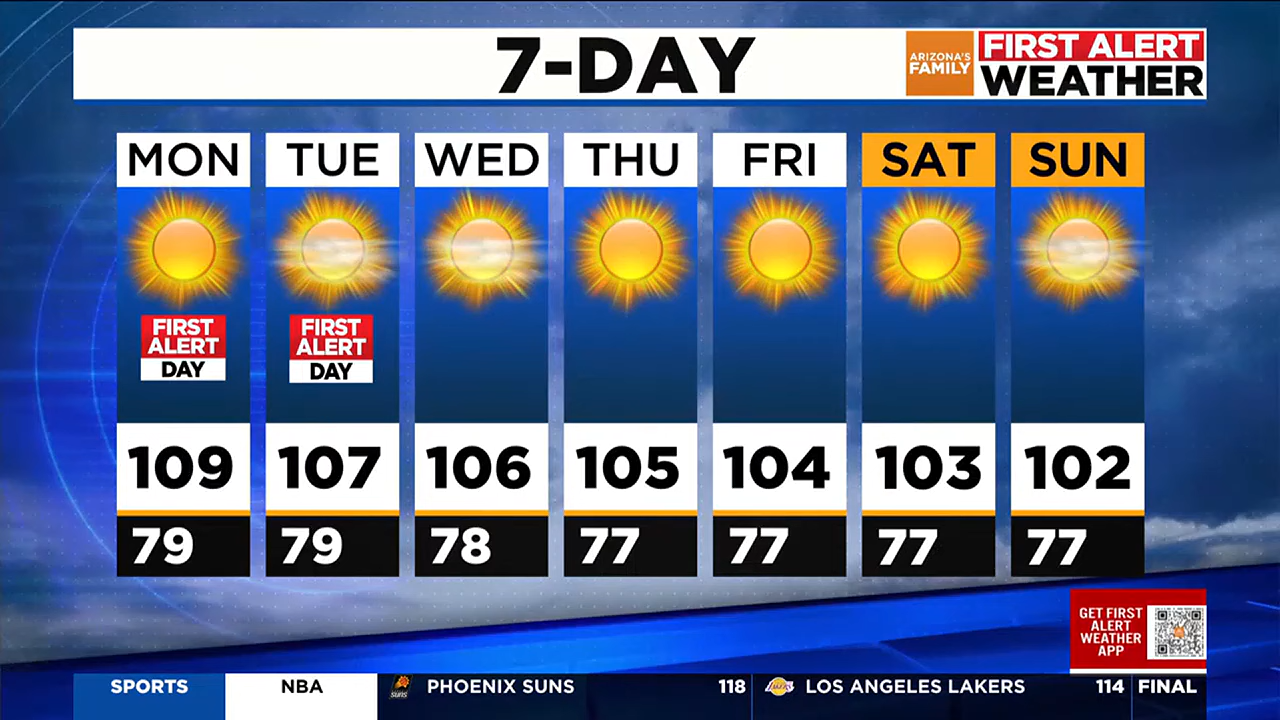 7-DAY
ARIZONA'S
FAMILY
FIRST ALERT
WEATHER
MON TUE WED THU FRI SAT SUN
FIRST
ALERT
DAY
FIRST
ALERT
DAY
109 107 106 105 104 103 102
79 79 78 77 77 77 77
GET FIRST
ALERT
WEATHER
APP
SPORTS NBA SUNS PHOENIX SUNS 118 LAKERS LOS ANGELES LAKERS 114 FINAL